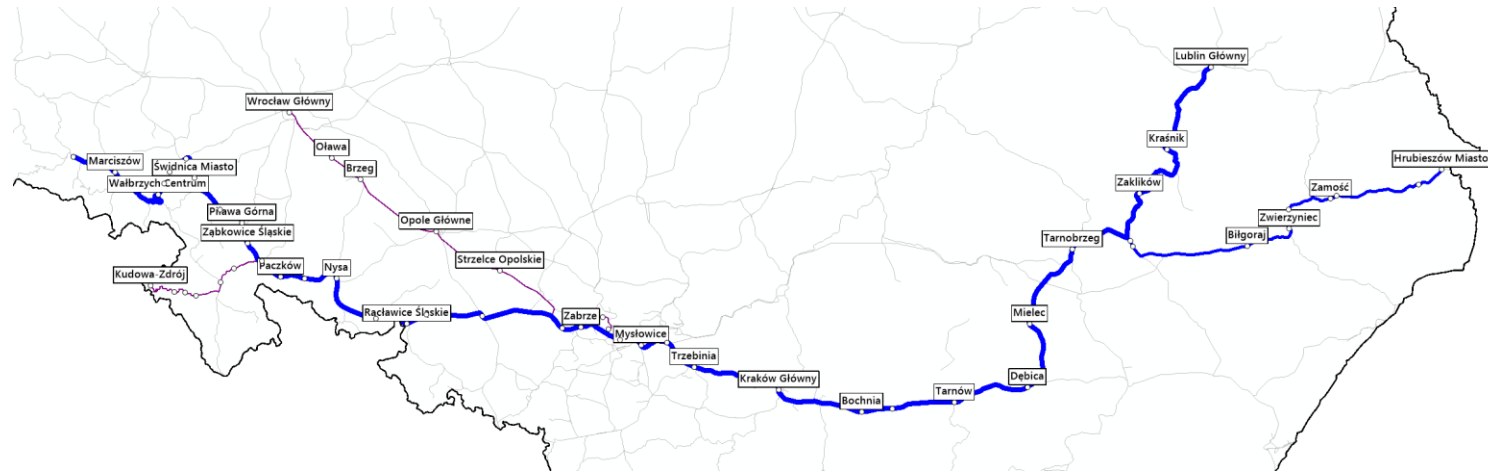 Lublin Główny
Wrocław Główny
Kraśnik
Oława
Marciszów
Świdnica Miasto
Hrubieszów Miasto
Brzeg
Wałbrzych Centrum
Zaklików
Zamość
Piława Górna
Opole Główne
Zwierzyniec
Ząbkowice Śląskie
Biłgoraj
Tarnobrzeg
Strzelce Opolskie
Paczków
Nysa
Kudowa-Zdrój
Racławice Śląskie
Zabrze
Mielec
Mysłowice
Trzebinia
Kraków Główny
Dębica
Tarnów
Bochnia